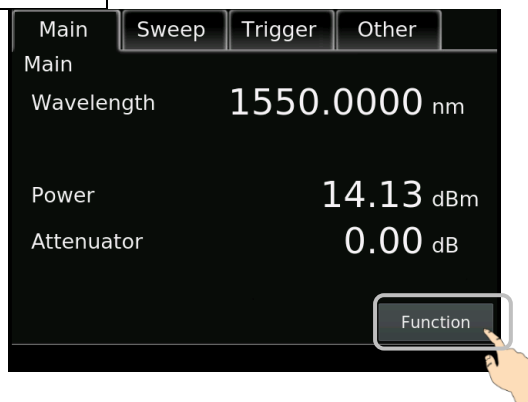 Main Sweep Trigger Other
Main
Wavelength 1550.0000 nm
Power 14.13 dBm
Attenuator 0.00 dB
Function